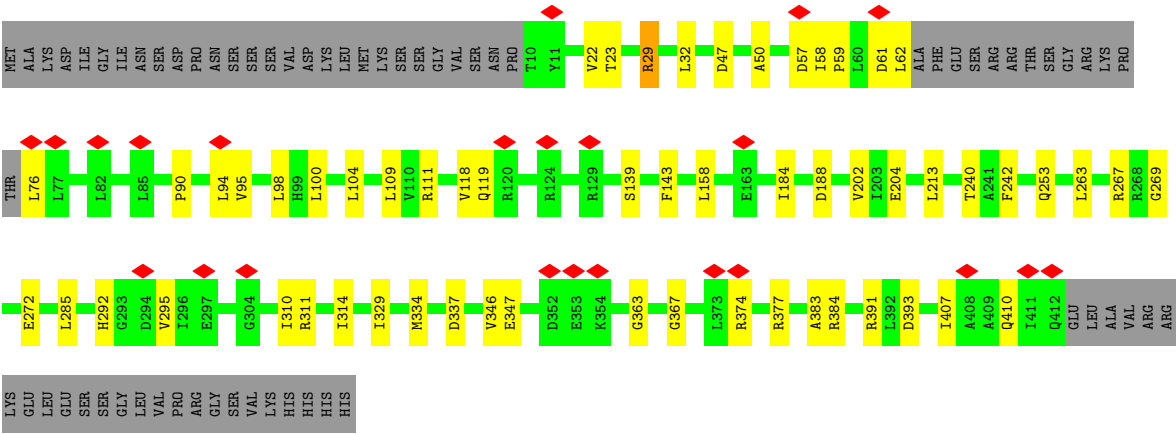 MET ALA LYS ASP ILE GLY ILE ASN SER ASP PRO ASN SER SER SER VAL ASP LYS LEU MET LYS SER SER GLY VAL SER ASN PRO T10 Y11 V22 T23 R29 L32 D47 A50 D57 I58 P59 L60 D61 L62 ALA PHE GLU SER ARG ARG THR SER GLY ARG LYS PRO
THR L76 L77 L82 L85 P90 L94 V95 L98 H99 L100 L104 L109 V110 R111 V118 Q119 R120 R124 R129 S139 F143 L158 E163 I184 D188 V202 I203 E204 L213 T240 A241 F242 Q253 L263 R267 R268 G269
E272 L285 H292 G293 D294 V295 I296 E297 G304 I310 R311 I314 I329 M334 D337 V346 E347 D352 E353 K354 G363 G367 L373 R374 R377 A383 R384 R391 L392 D393 I407 A408 A409 Q410 I411 Q412 GLU LEU ALA VAL ARG ARG
LYS GLU LEU GLU SER SER GLY LEU VAL PRO ARG GLY SER VAL LYS HIS HIS HIS HIS